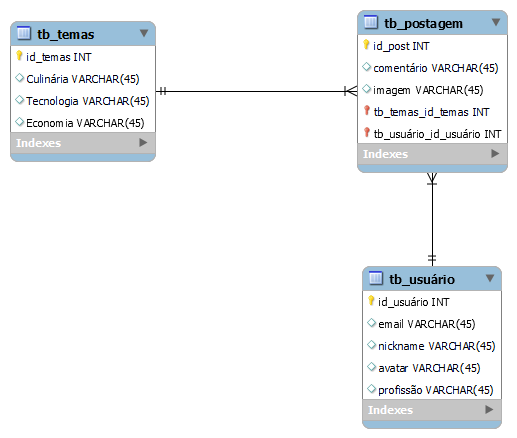 tb_temas
id_temas INT
Culinária VARCHAR(45)
Tecnologia VARCHAR(45)
Economia VARCHAR(45)
Indexes
tb_postagem
id_post INT
comentário VARCHAR(45)
imagem VARCHAR(45)
tb_temas_id_temas INT
tb_usuário_id_usuário INT
Indexes
tb_usuário
id_usuário INT
email VARCHAR(45)
nickname VARCHAR(45)
avatar VARCHAR(45)
profissão VARCHAR(45)
Indexes